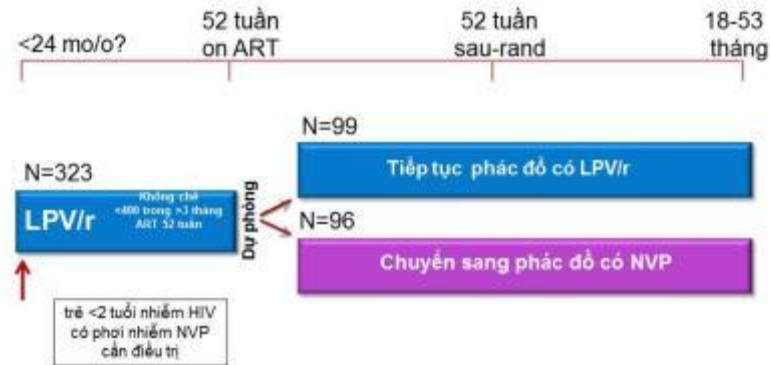 <24 mo/o?
52 tuần
on ART
52 tuần
sau-rand
18-53
tháng
N=323
LPV/r
Không chế
<400 trong >3 tháng
ART 52 tuần
Dự phòng
N=99
Tiếp tục phác đồ có LPV/r
N=96
Chuyển sang phác đồ có NVP
trẻ <2 tuổi nhiễm HIV
có phơi nhiễm NVP
cần điều trị